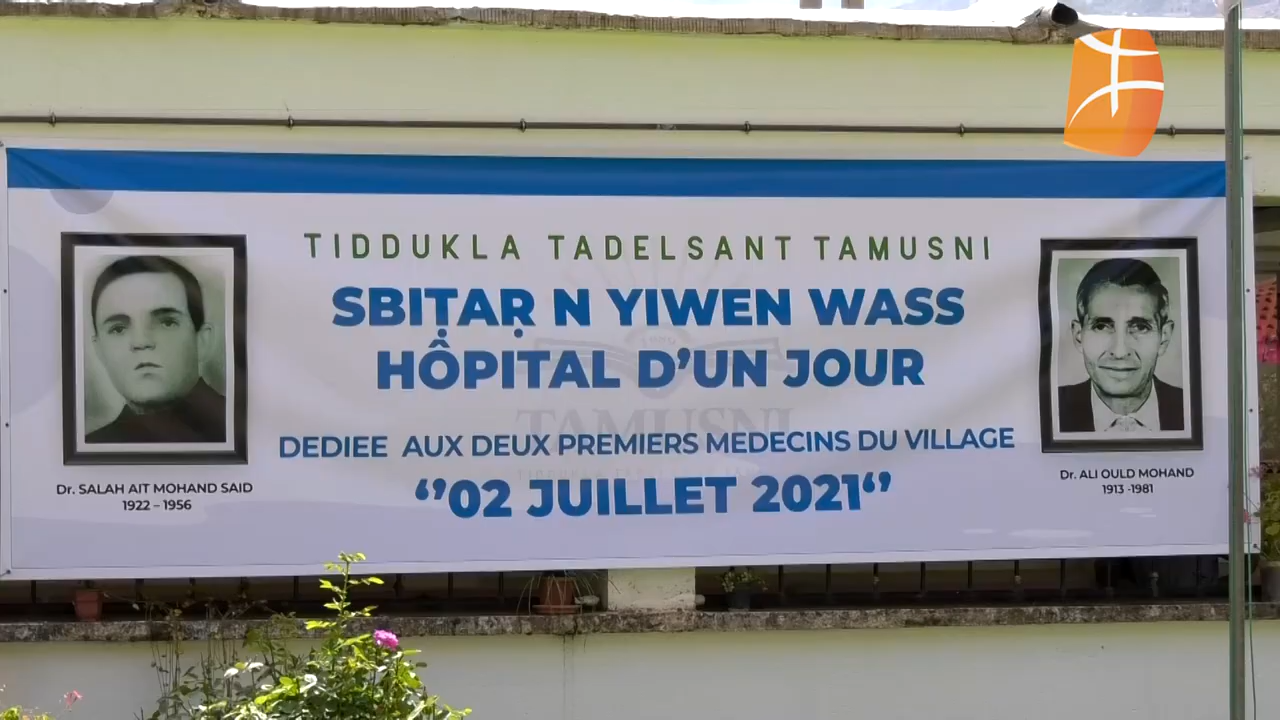 TIDDUKLA TADELSANT TAMUSNI
SBIṬAṚ N YIWEN WASS
HÔPITAL D'UN JOUR
TAMUSNI
DEDIEE AUX DEUX PREMIERS MEDECINS DU VILLAGE
‘’02 JUILLET 2021‘’
Dr. SALAH AIT MOHAND SAID
1922 – 1956
Dr. ALI OULD MOHAND
1913 -1981